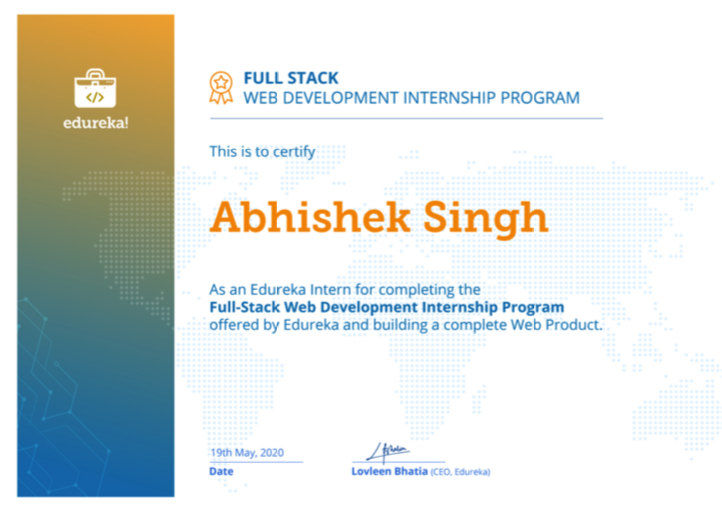 FULL STACK
WEB DEVELOPMENT INTERNSHIP PROGRAM
</>
edureka!
This is to certify
Abhishek Singh
As an Edureka Intern for completing the
Full-Stack Web Development Internship Program
offered by Edureka and building a complete Web Product.
19th May, 2020
Date
Lovleen Bhatia (CEO, Edureka)